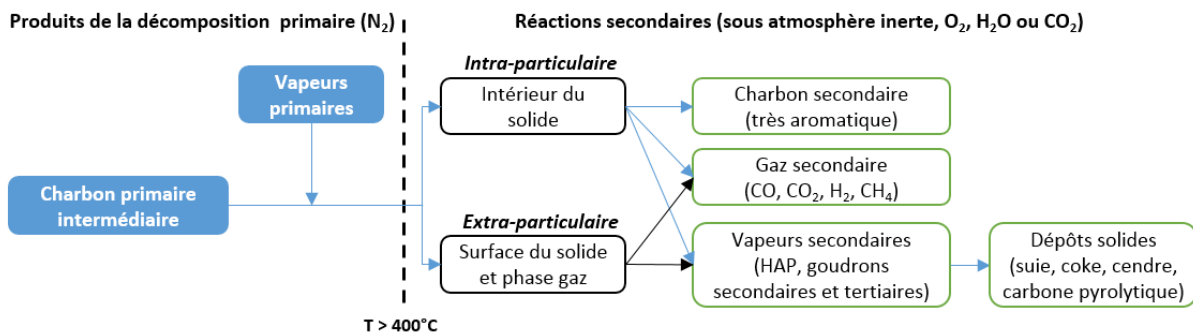 Produits de la décomposition primaire (N₂)
Réactions secondaires (sous atmosphère inerte, O₂, H₂O ou CO₂)
Vapeurs
primaires
Charbon primaire
intermédiaire
Intra-particulaire
Intérieur du
solide
Extra-particulaire
Surface du solide
et phase gaz
Charbon secondaire
(très aromatique)
Gaz secondaire
(CO, CO₂, H₂, CH₄)
Vapeurs secondaires
(HAP, goudrons
secondaires et tertiaires)
Dépôts solides
(suie, coke, cendre,
carbone pyrolytique)
T > 400°C